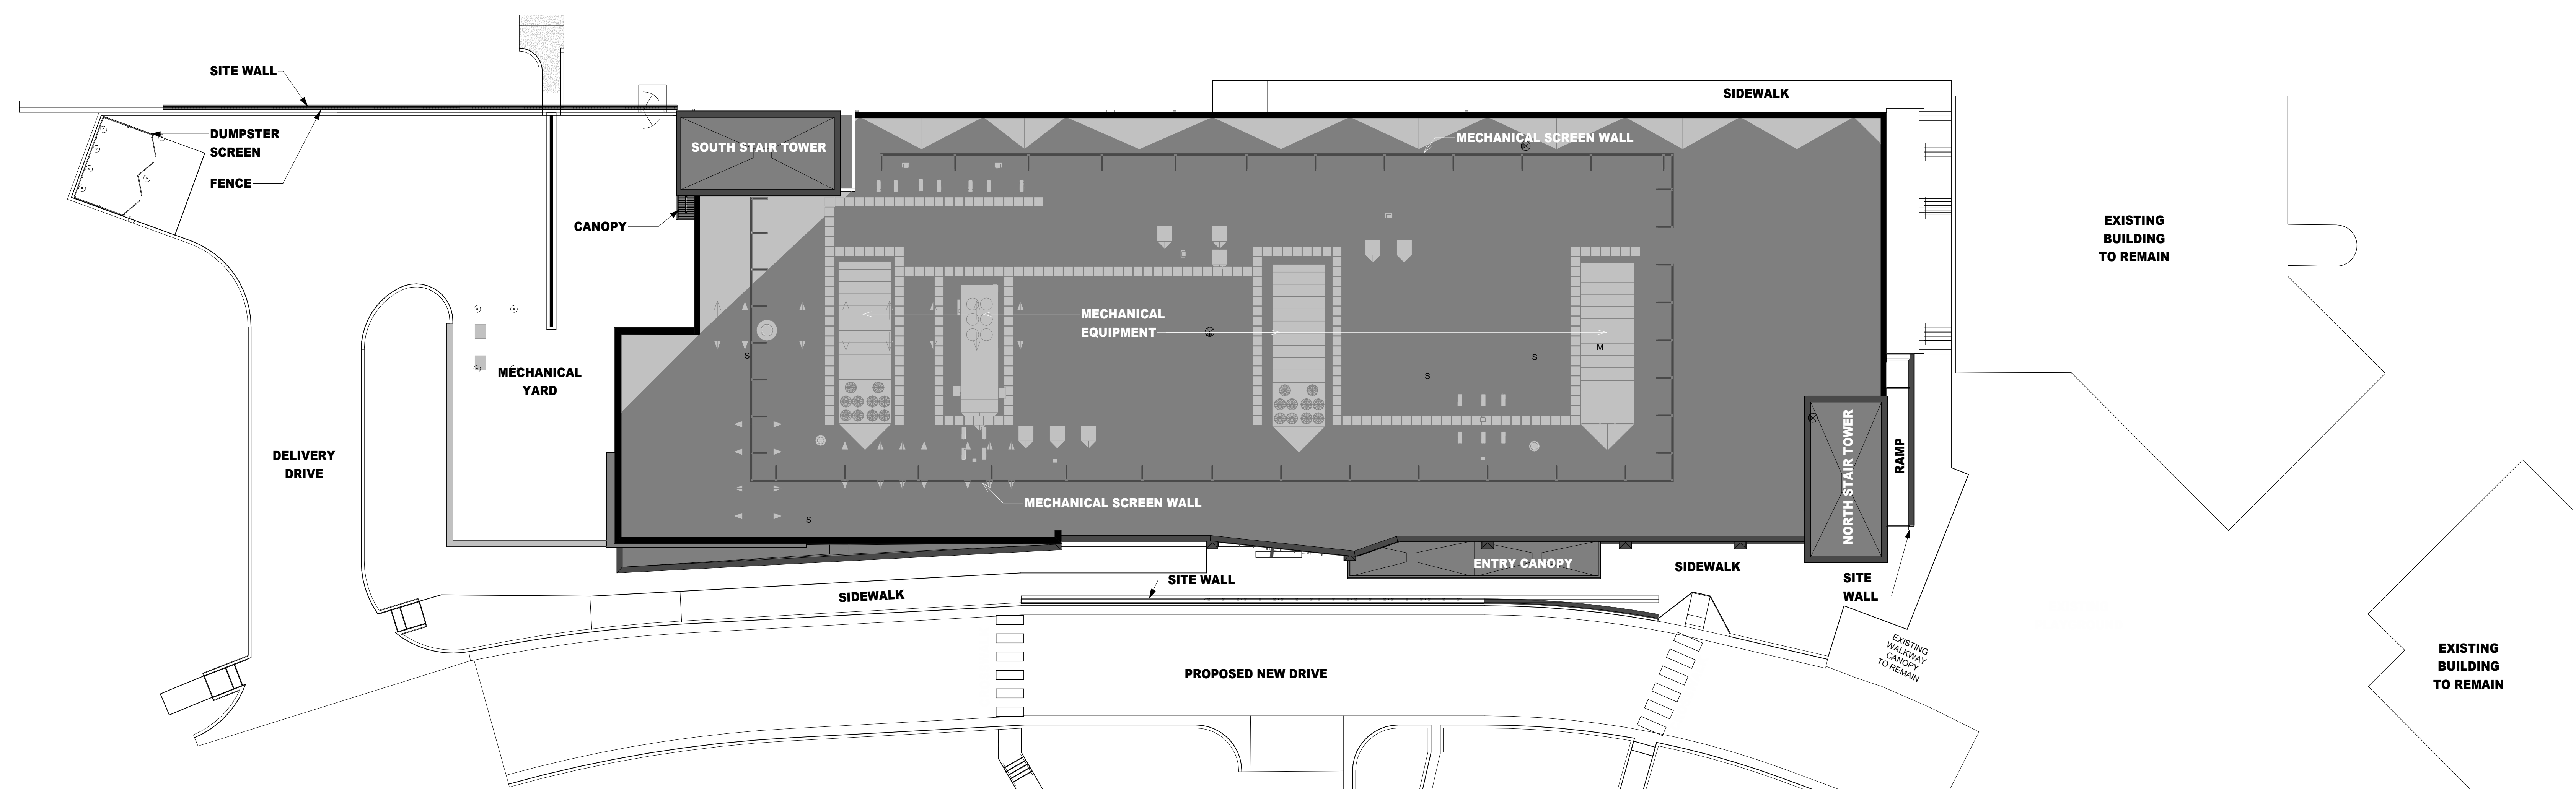 SITE WALL
SIDEWALK
DUMPSTER
SCREEN
FENCE
CANOPY
SOUTH STAIR TOWER
MECHANICAL SCREEN WALL
EXISTING
BUILDING
TO REMAIN
MECHANICAL
EQUIPMENT
S
S
S
M
MECHANICAL
YARD
DELIVERY
DRIVE
NORTH STAIR TOWER
RAMP
MECHANICAL SCREEN WALL
S
ENTRY CANOPY
SIDEWALK
SITE WALL
SITE
WALL
SIDEWALK
EXISTING
WALKWAY
CANOPY
TO REMAIN
PROPOSED NEW DRIVE
EXISTING
BUILDING
TO REMAIN